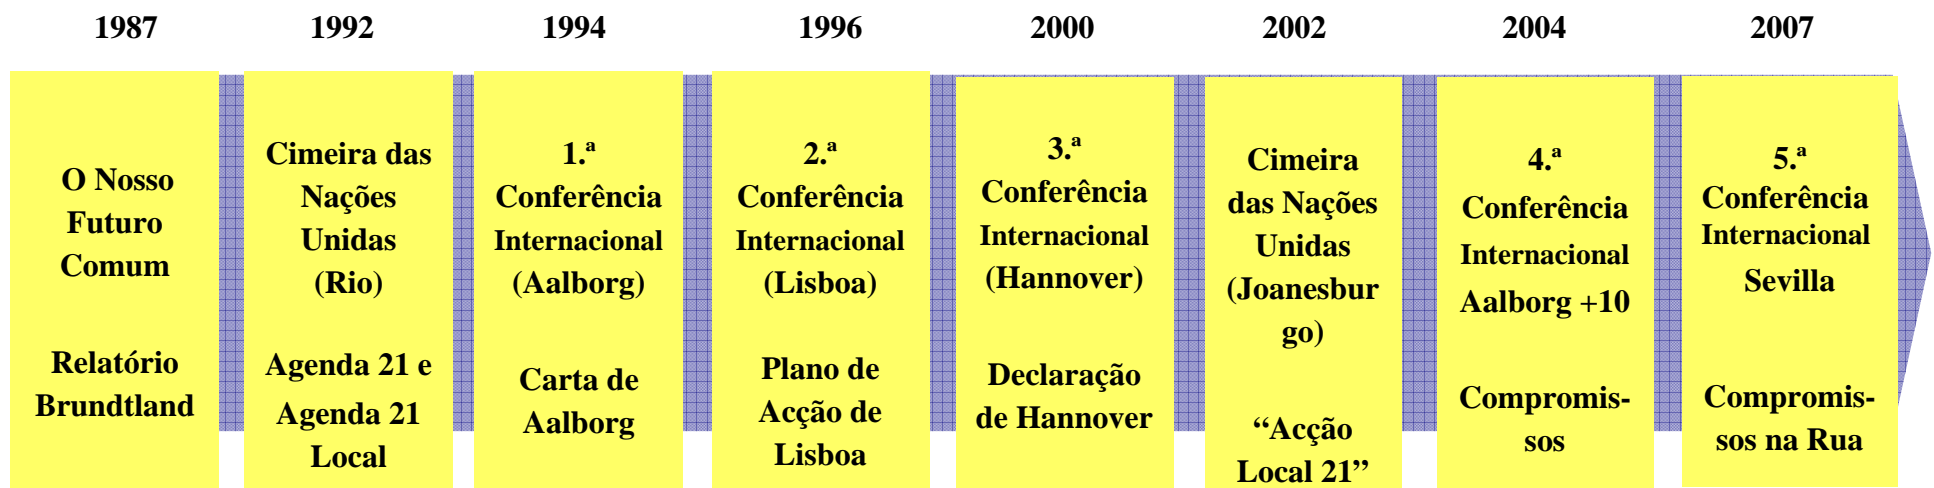 1987
1992
1994
1996
2000
2002
2004
2007
O Nosso
Futuro
Comum
Relatório
Brundtland
Cimeira das
Nações
Unidas
(Rio)
Agenda 21 e
Agenda 21
Local
1.ª
Conferência
Internacional
(Aalborg)
Carta de
Aalborg
2.ª
Conferência
Internacional
(Lisboa)
Plano de
Acção de
Lisboa
3.ª
Conferência
Internacional
(Hannover)
Declaração
de Hannover
Cimeira
das Nações
Unidas
(Joanesbur
go)
“Acção
Local 21”
4.ª
Conferência
Internacional
Aalborg +10
Compromis-
sos
5.ª
Conferência
Internacional
Sevilla
Compromis-
sos na Rua